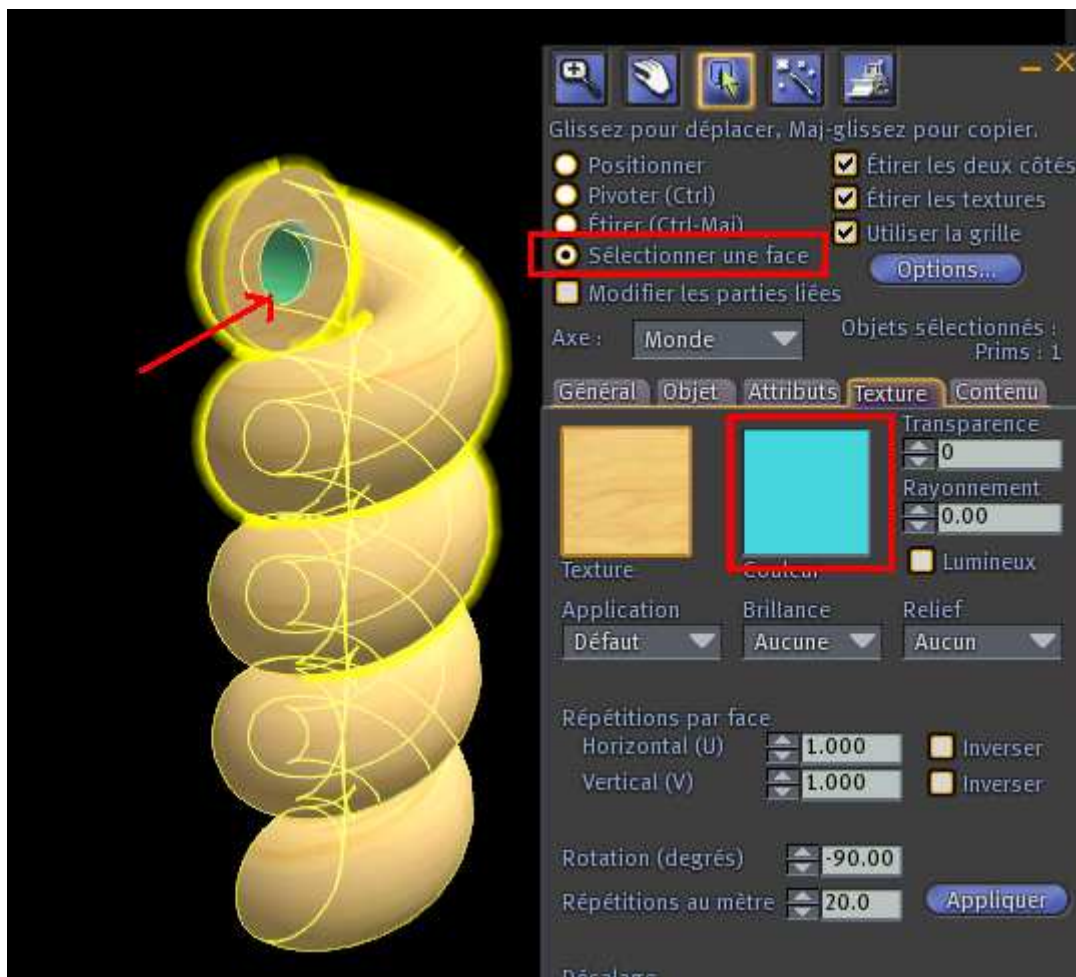 Glissez pour déplacer, Maj-glissez pour copier.
Positionner
Étirer les deux côtés
Pivoter (Ctrl)
Étirer les textures
Étirer (Ctrl-Maj)
Utiliser la grille
Sélectionner une face
Options...
Modifier les parties liées
Axe :
Monde
Objets sélectionnés :
Prims : 1
Général
Objet
Attributs
Texture
Contenu
Transparence
0
Rayonnement
0.00
Lumineux
Texture
Couleur
Application
Brillance
Relief
Défaut
Aucune
Aucun
Répétitions par face
Horizontal (U)
1.000
Inverser
Vertical (V)
1.000
Inverser
Rotation (degrés)
-90.00
Répétitions au mètre
20.0
Appliquer
Décalage